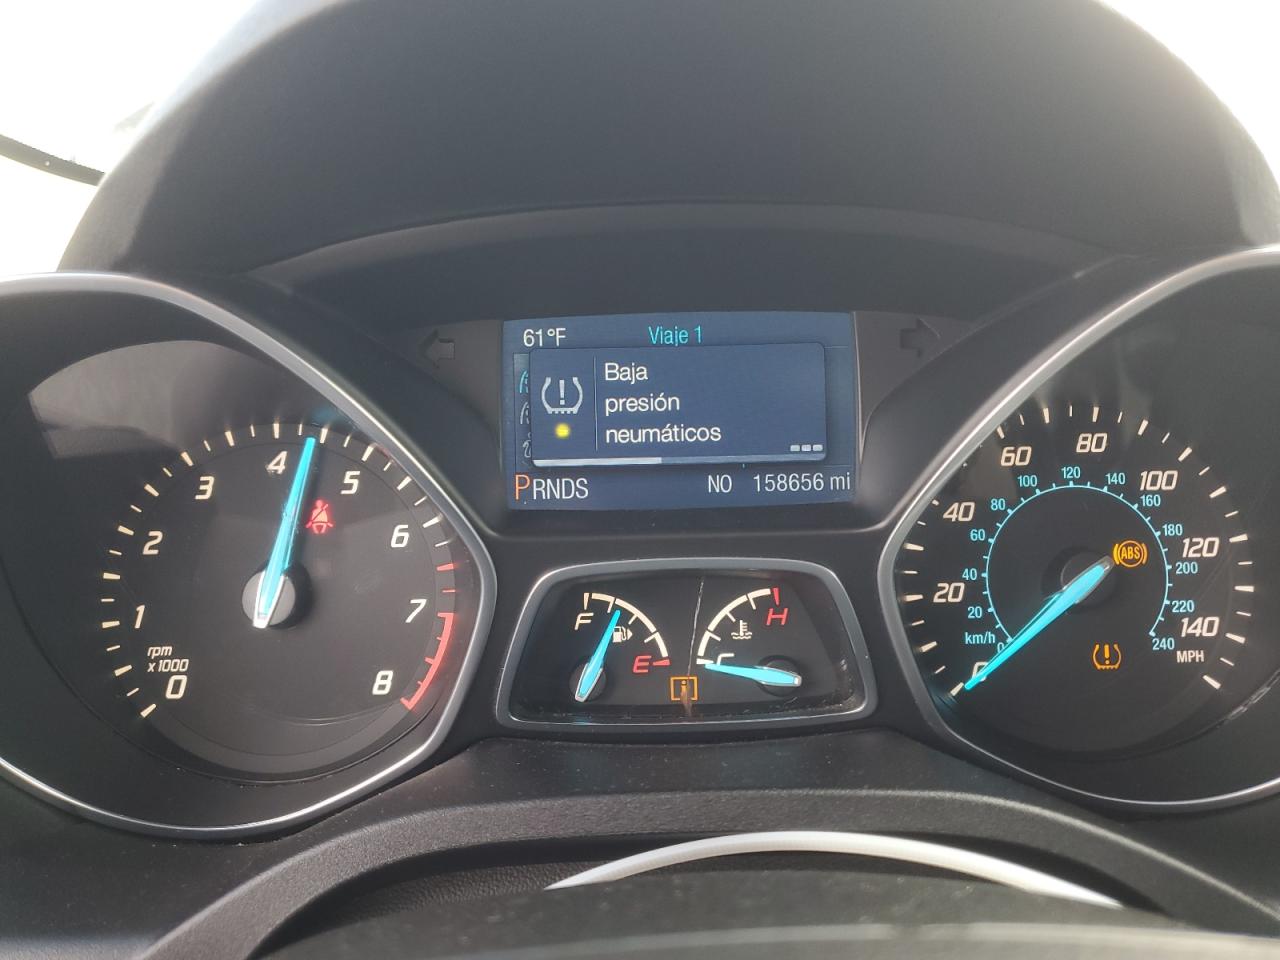 61°F Viaje 1
Baja
presión
neumáticos
PRNDS NO 158656 mi
0 1 2 3 4 5 6 7 8
rpm
x1000
F E
C H
0 20 40 60 80 100 120 140
MPH
0 20 40 60 80 100 120 140 160 180 200 220 240
km/h
ABS